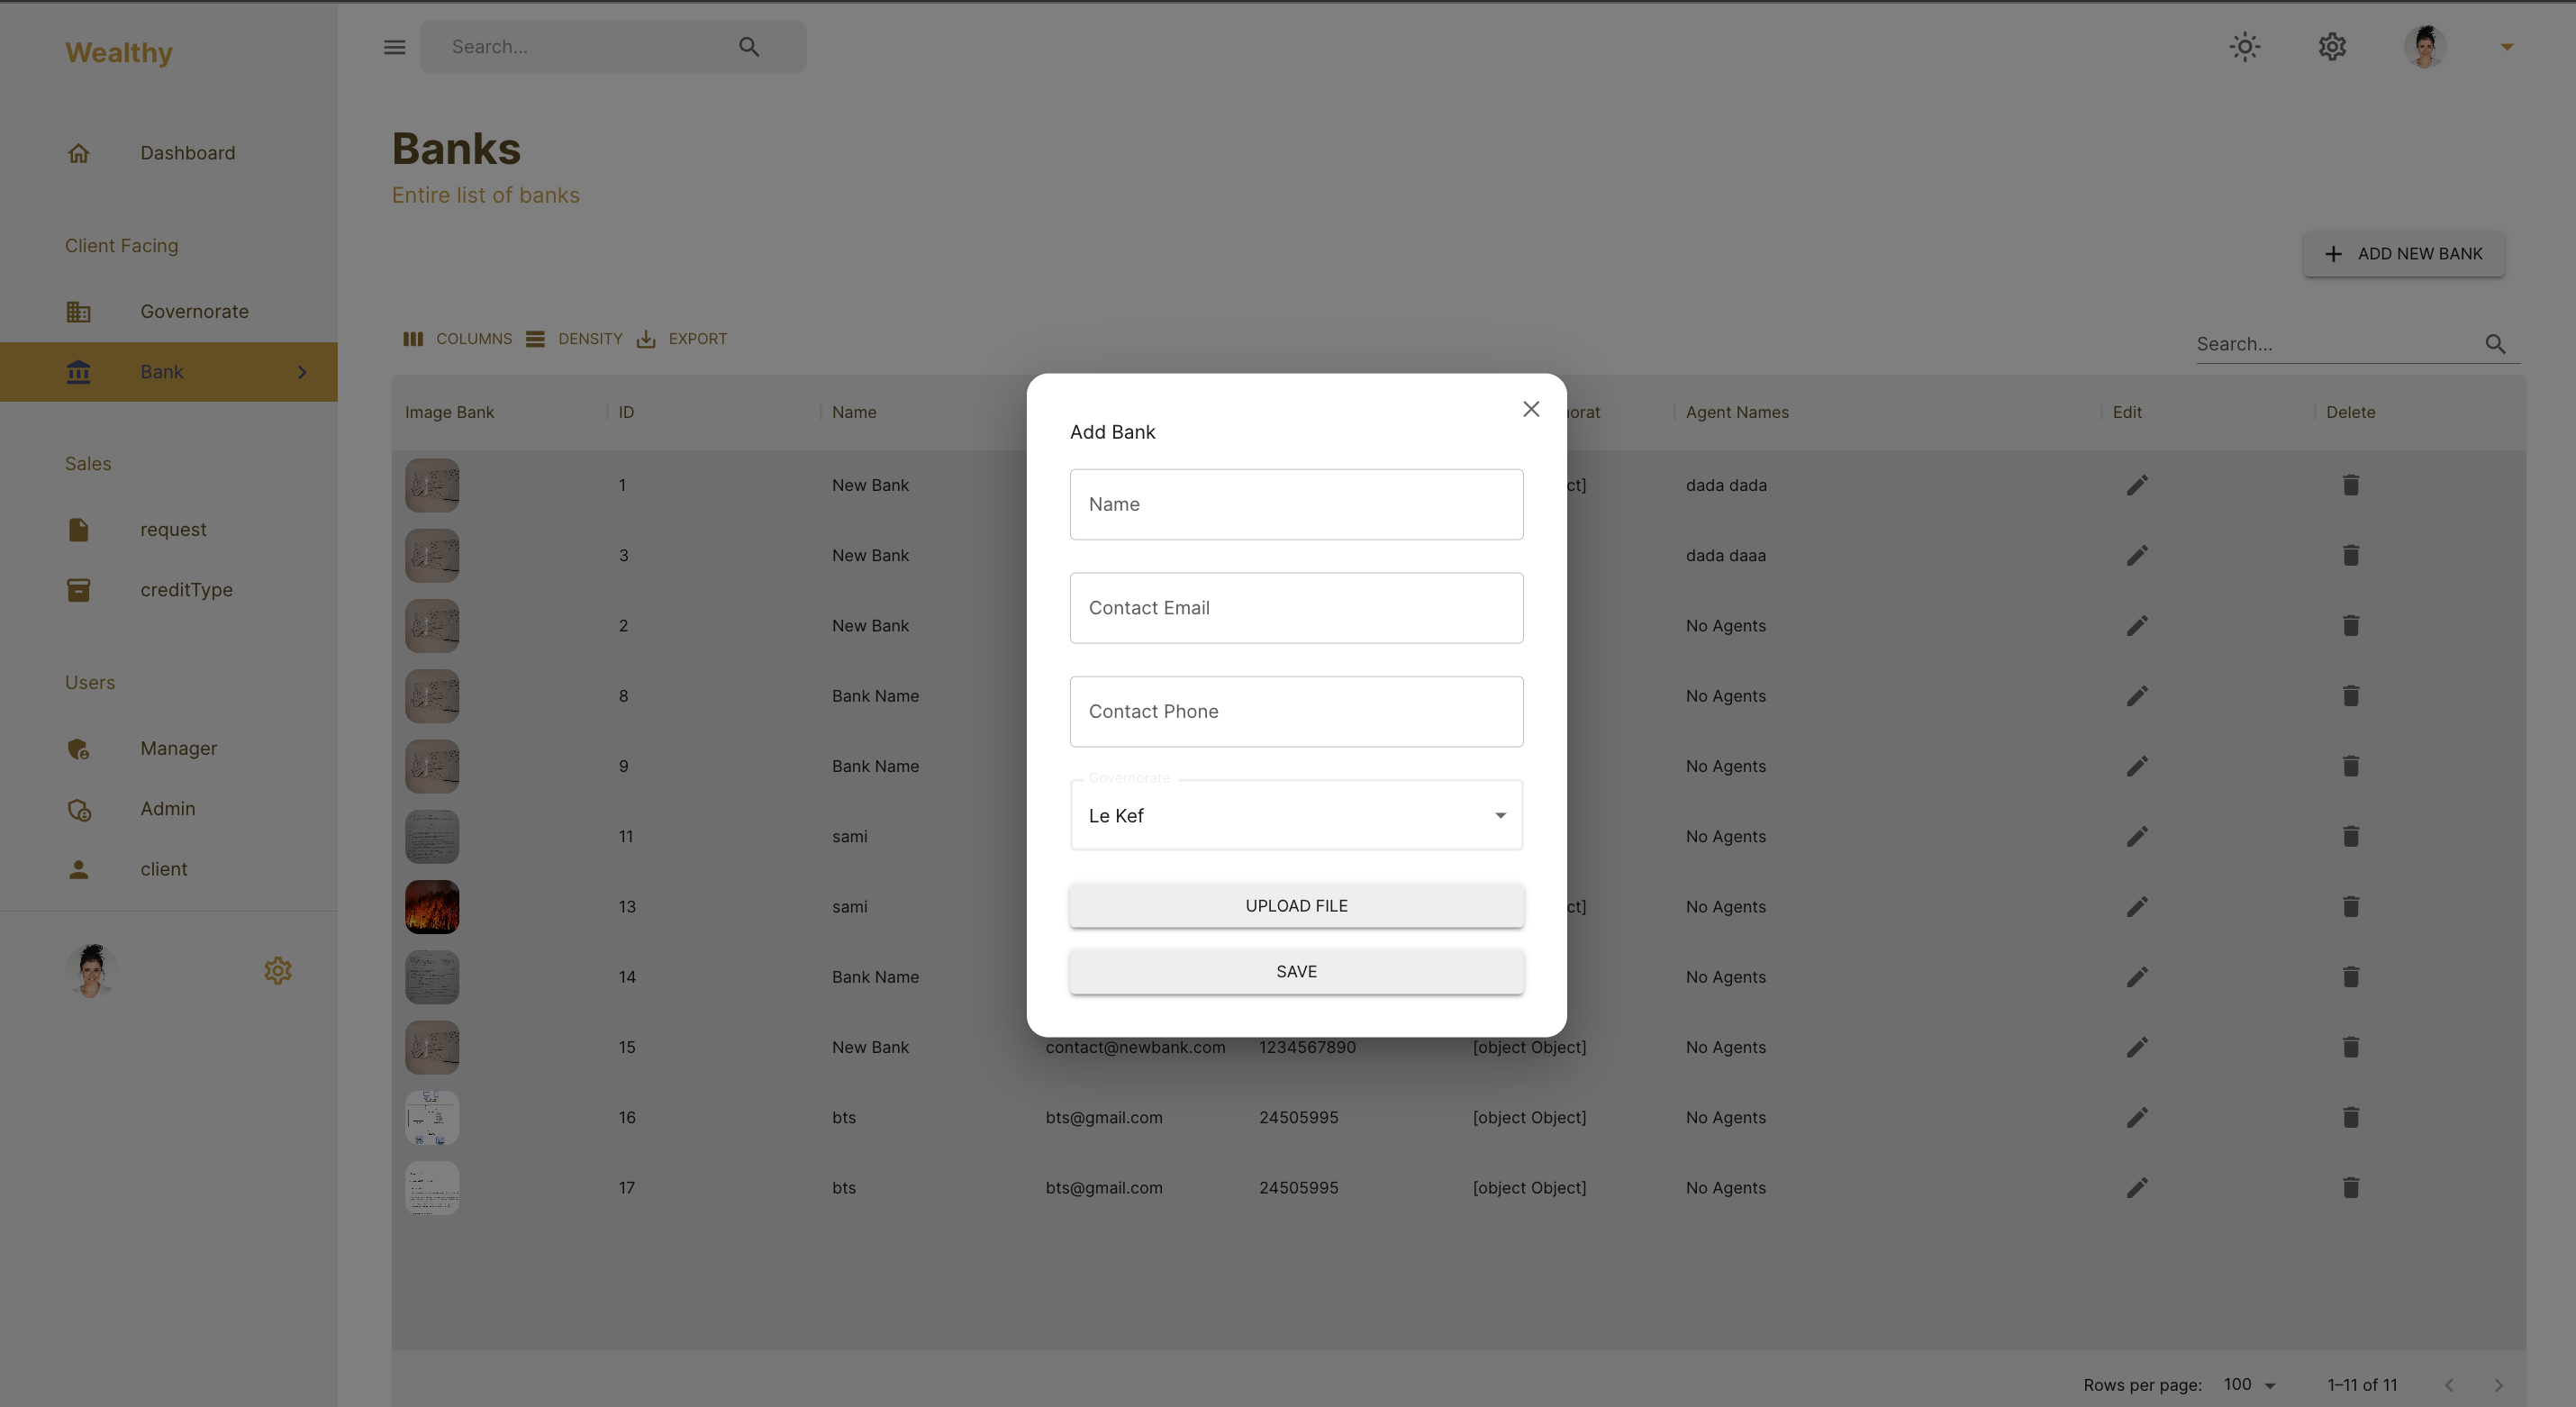 Wealthy
Search...
Dashboard
Client Facing
Governorate
Bank
Sales
request
creditType
Users
Manager
Admin
client
Banks
Entire list of banks
ADD NEW BANK
COLUMNS DENSITY EXPORT
Search...
Image Bank ID Name orat Agent Names Edit Delete
1 New Bank ct] dada dada
3 New Bank dada daaa
2 New Bank No Agents
8 Bank Name No Agents
9 Bank Name No Agents
11 sami No Agents
13 sami ct] No Agents
14 Bank Name No Agents
15 New Bank contact@newbank.com 1234567890 [object Object] No Agents
16 bts bts@gmail.com 24505995 [object Object] No Agents
17 bts bts@gmail.com 24505995 [object Object] No Agents
Rows per page: 100 1–11 of 11
Add Bank
Name
Contact Email
Contact Phone
Governorate
Le Kef
UPLOAD FILE
SAVE